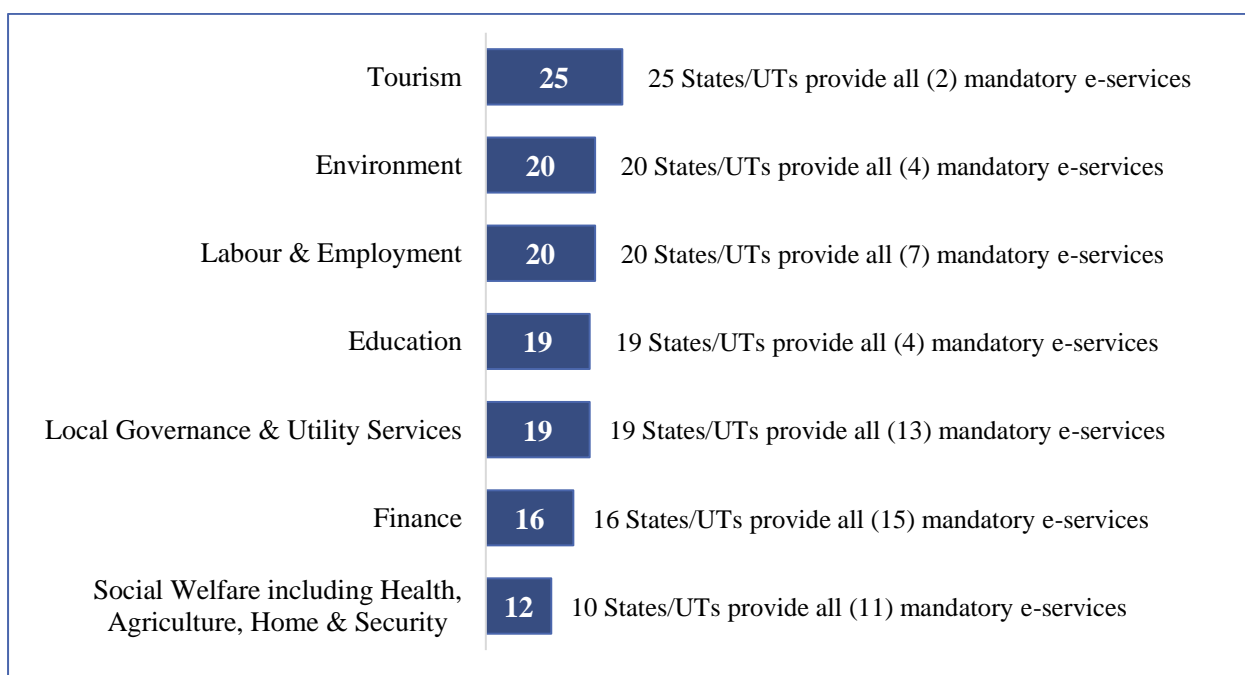 Tourism 25 25 States/UTs provide all (2) mandatory e-services
Environment 20 20 States/UTs provide all (4) mandatory e-services
Labour & Employment 20 20 States/UTs provide all (7) mandatory e-services
Education 19 19 States/UTs provide all (4) mandatory e-services
Local Governance & Utility Services 19 19 States/UTs provide all (13) mandatory e-services
Finance 16 16 States/UTs provide all (15) mandatory e-services
Social Welfare including Health,
Agriculture, Home & Security 12 10 States/UTs provide all (11) mandatory e-services